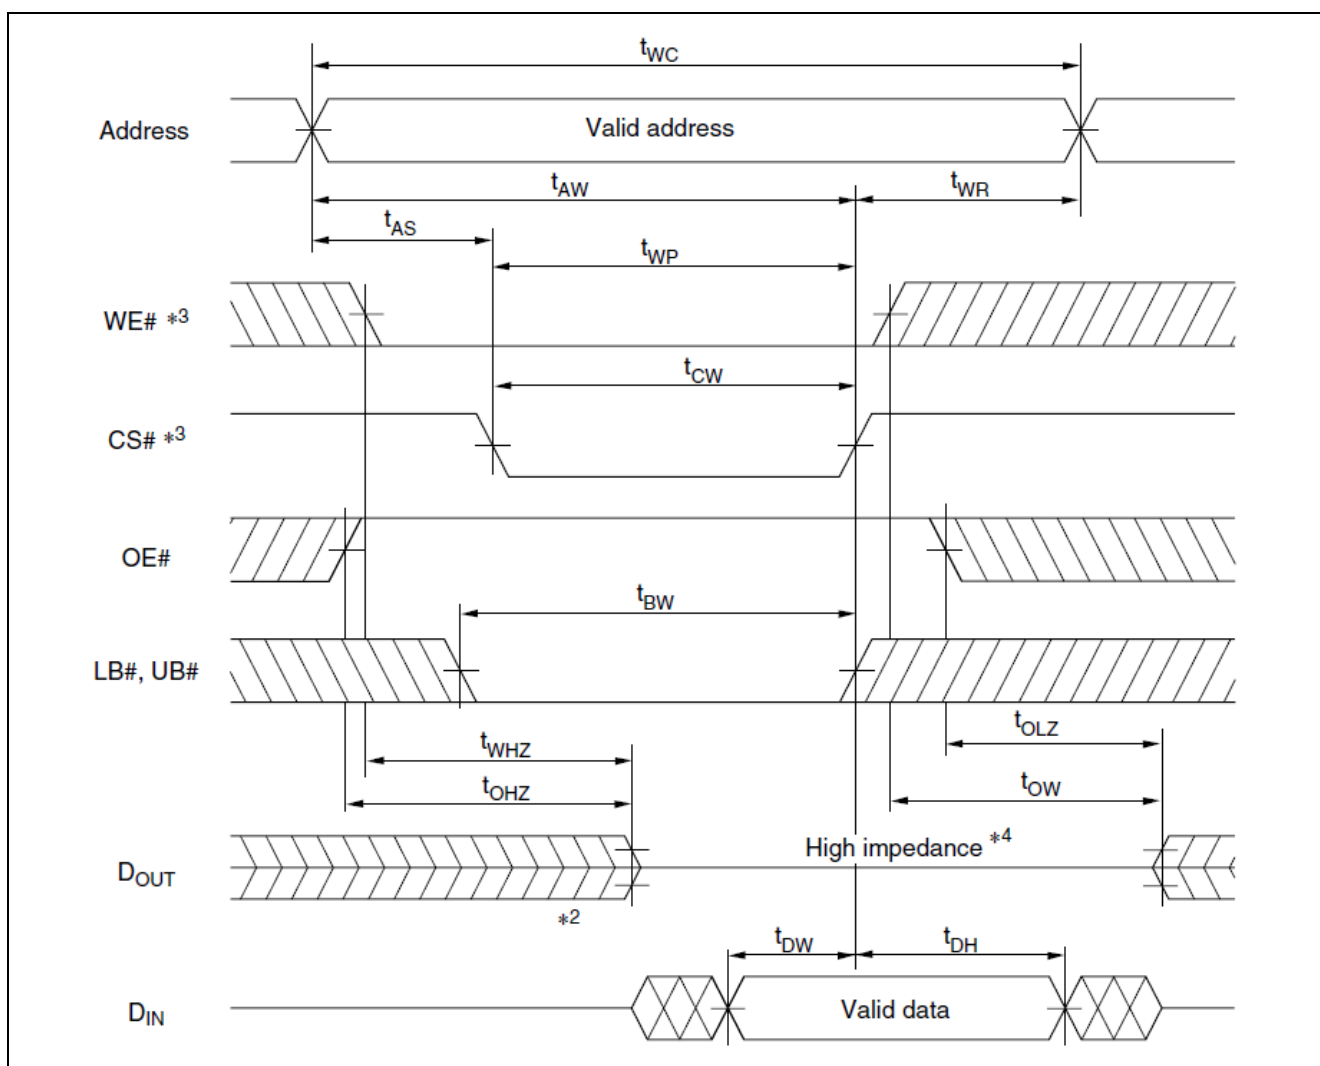 tWC
Address
Valid address
tAW
tWR
tAS
tWP
WE# *3
tCW
CS# *3
OE#
tBW
LB#, UB#
tOLZ
tWHZ
tOW
tOHZ
High impedance *4
DOUT
*2
tDW
tDH
DIN
Valid data